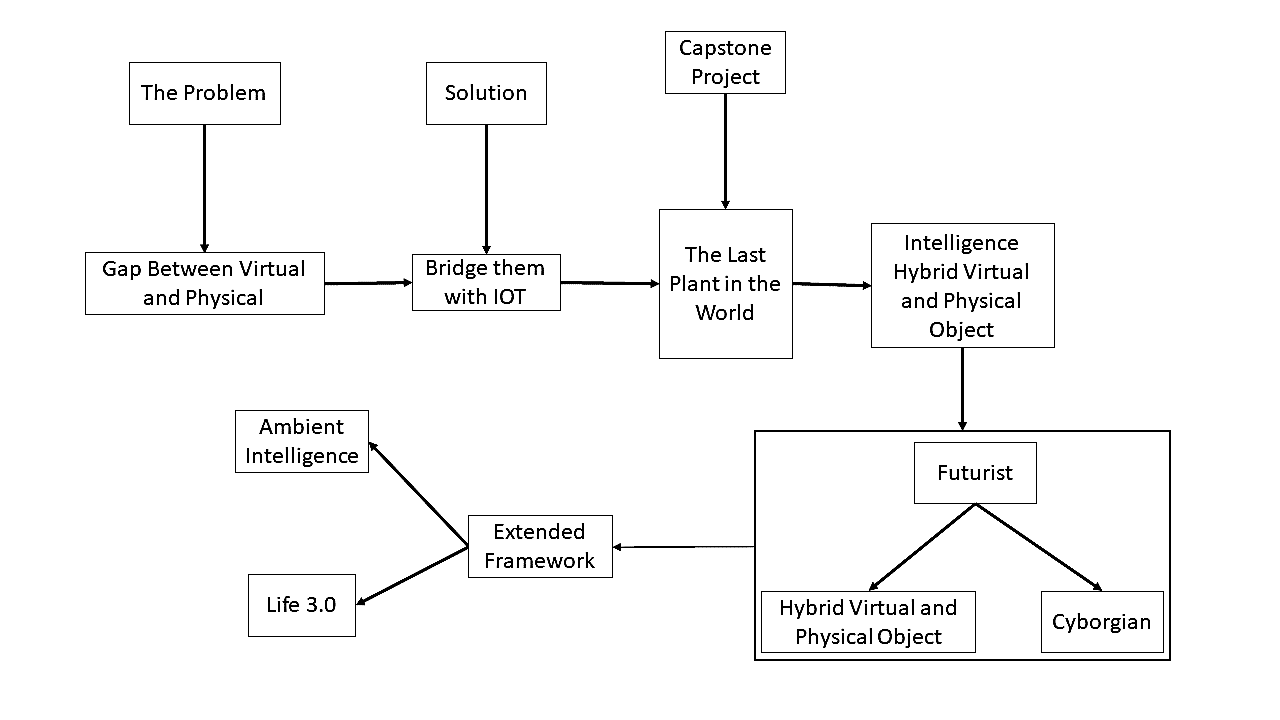 The Problem
Solution
Capstone
Project
Gap Between Virtual
and Physical
Bridge them
with IOT
The Last
Plant in the
World
Intelligence
Hybrid Virtual
and Physical
Object
Futurist
Hybrid Virtual and
Physical Object
Cyborgian
Extended
Framework
Ambient
Intelligence
Life 3.0